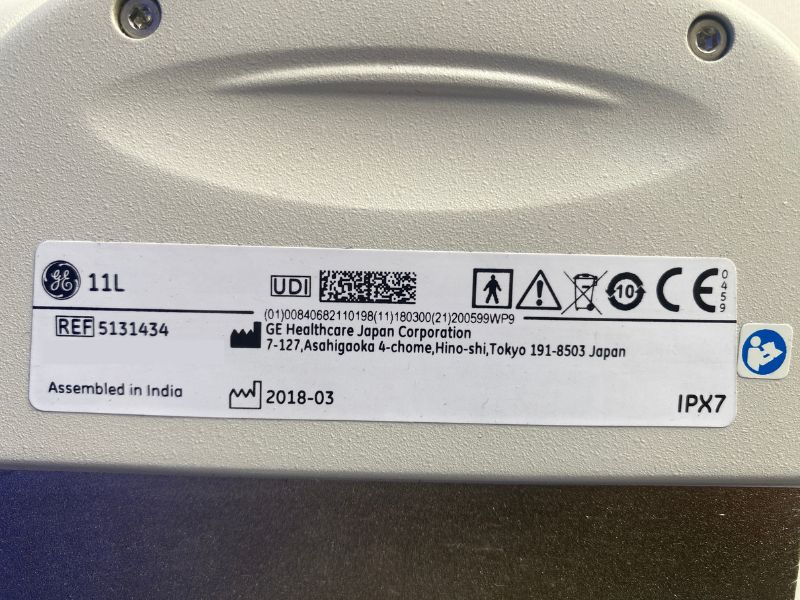 GE 11L
UDI
10
CE 0459
(01)00840682110198(11)180300(21)200599WP9
REF 5131434
GE Healthcare Japan Corporation
7-127,Asahigaoka 4-chome,Hino-shi,Tokyo 191-8503 Japan
Assembled in India
2018-03
IPX7